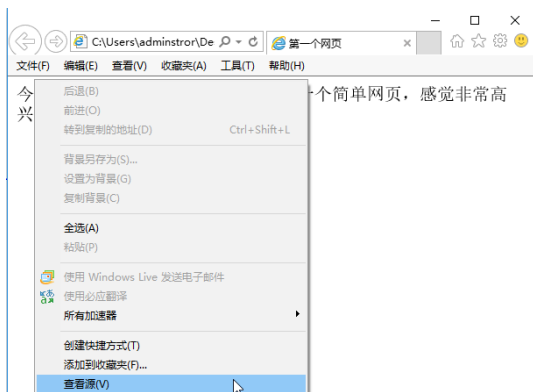 C:\Users\adminstror\De
第一个网页
文件(F) 编辑(E) 查看(V) 收藏夹(A) 工具(T) 帮助(H)
今
个简单网页，感觉非常高
兴
后退(B)
前进(O)
转到复制的地址(D) Ctrl+Shift+L
背景另存为(S)...
设置为背景(G)
复制背景(C)
全选(A)
粘贴(P)
使用 Windows Live 发送电子邮件
使用必应翻译
所有加速器
创建快捷方式(T)
添加到收藏夹(F)...
查看源(V)